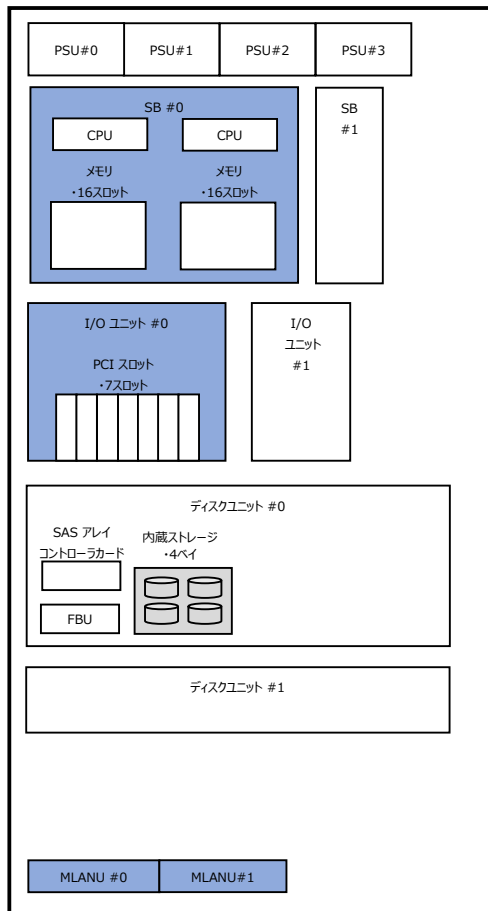 PSU#0
PSU#1
PSU#2
PSU#3
SB #0
CPU
CPU
メモリ
・16スロット
メモリ
・16スロット
SB
#1
I/O ユニット #0
PCI スロット
・7スロット
I/O
ユニット
#1
ディスクユニット #0
SAS アレイ
コントローラカード
FBU
内蔵ストレージ
・4ベイ
ディスクユニット #1
MLANU #0
MLANU#1